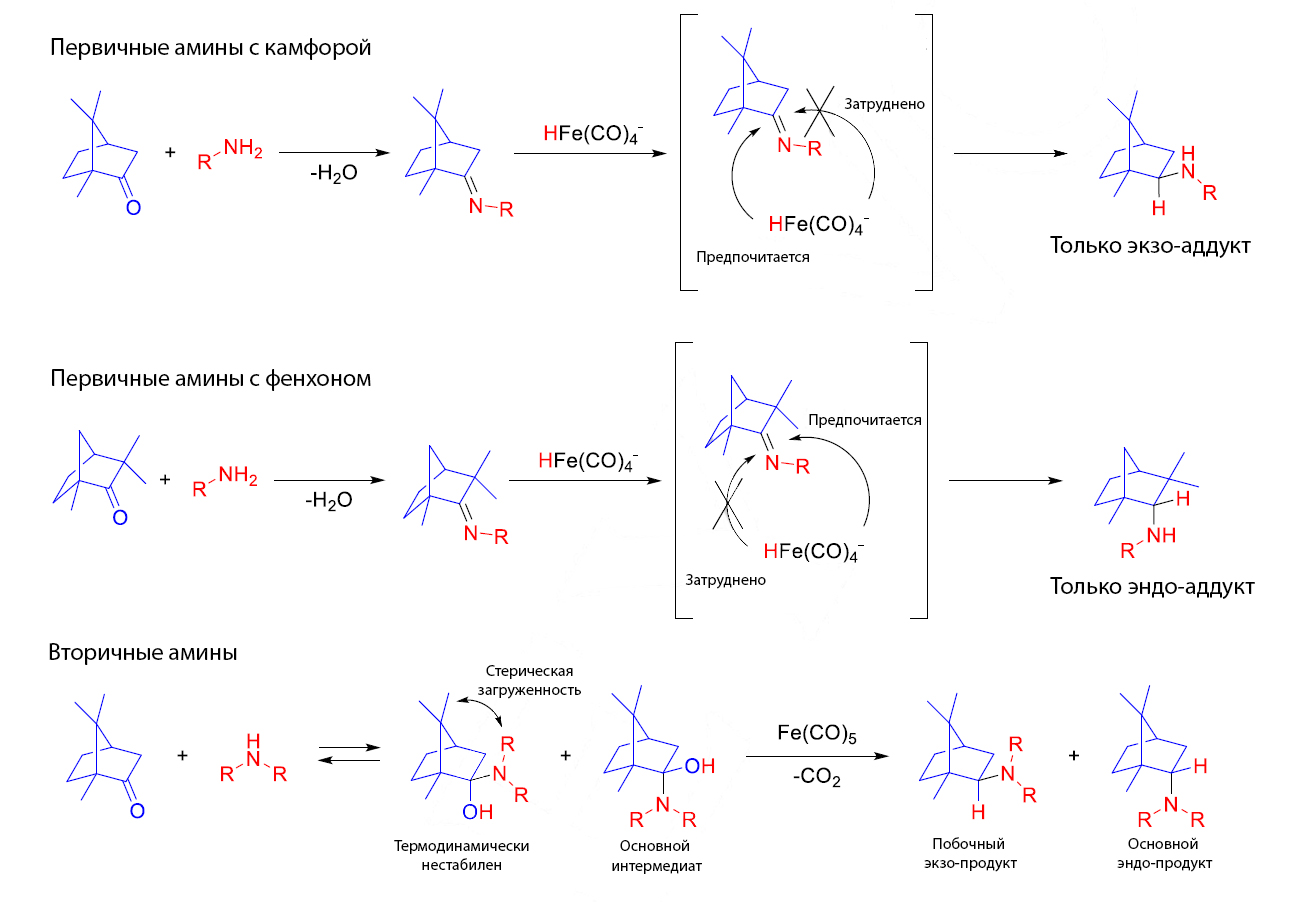 Первичные амины с камфорой
O
+
R NH2
-H2O
N R
HFe(CO)4–
N R
Затруднено
HFe(CO)4–
Предпочитается
H
N
R
H
Только экзо-аддукт
Первичные амины с фенхоном
O
+
R NH2
-H2O
N R
HFe(CO)4–
N R
Предпочитается
HFe(CO)4–
Затруднено
H
NH
R
Только эндо-аддукт
Вторичные амины
O
+
H
N
R R
Стерическая
загруженность
R
N
R
OH
Термодинамически
нестабилен
+
OH
N
R R
Основной
интермедиат
Fe(CO)5
-CO2
R
N
R
H
Побочный
экзо-продукт
+
H
N
R R
Основной
эндо-продукт